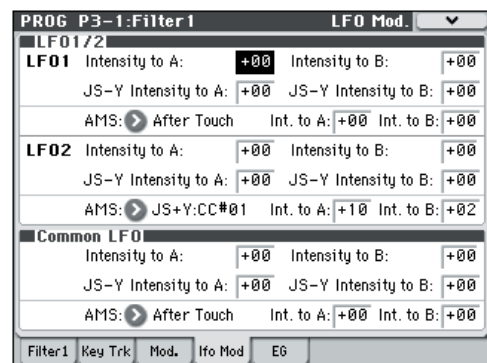 PROG P3-1:Filter1 LFO Mod.
LFO1/2
LFO1 Intensity to A: +00 Intensity to B: +00
JS-Y Intensity to A: +00 JS-Y Intensity to B: +00
AMS: After Touch Int. to A: +00 Int. to B: +00
LFO2 Intensity to A: +00 Intensity to B: +00
JS-Y Intensity to A: +00 JS-Y Intensity to B: +00
AMS: JS+Y:CC#01 Int. to A: +10 Int. to B: +02
Common LFO
Intensity to A: +00 Intensity to B: +00
JS-Y Intensity to A: +00 JS-Y Intensity to B: +00
AMS: After Touch Int. to A: +00 Int. to B: +00
Filter1 Key Trk Mod. lfo Mod EG